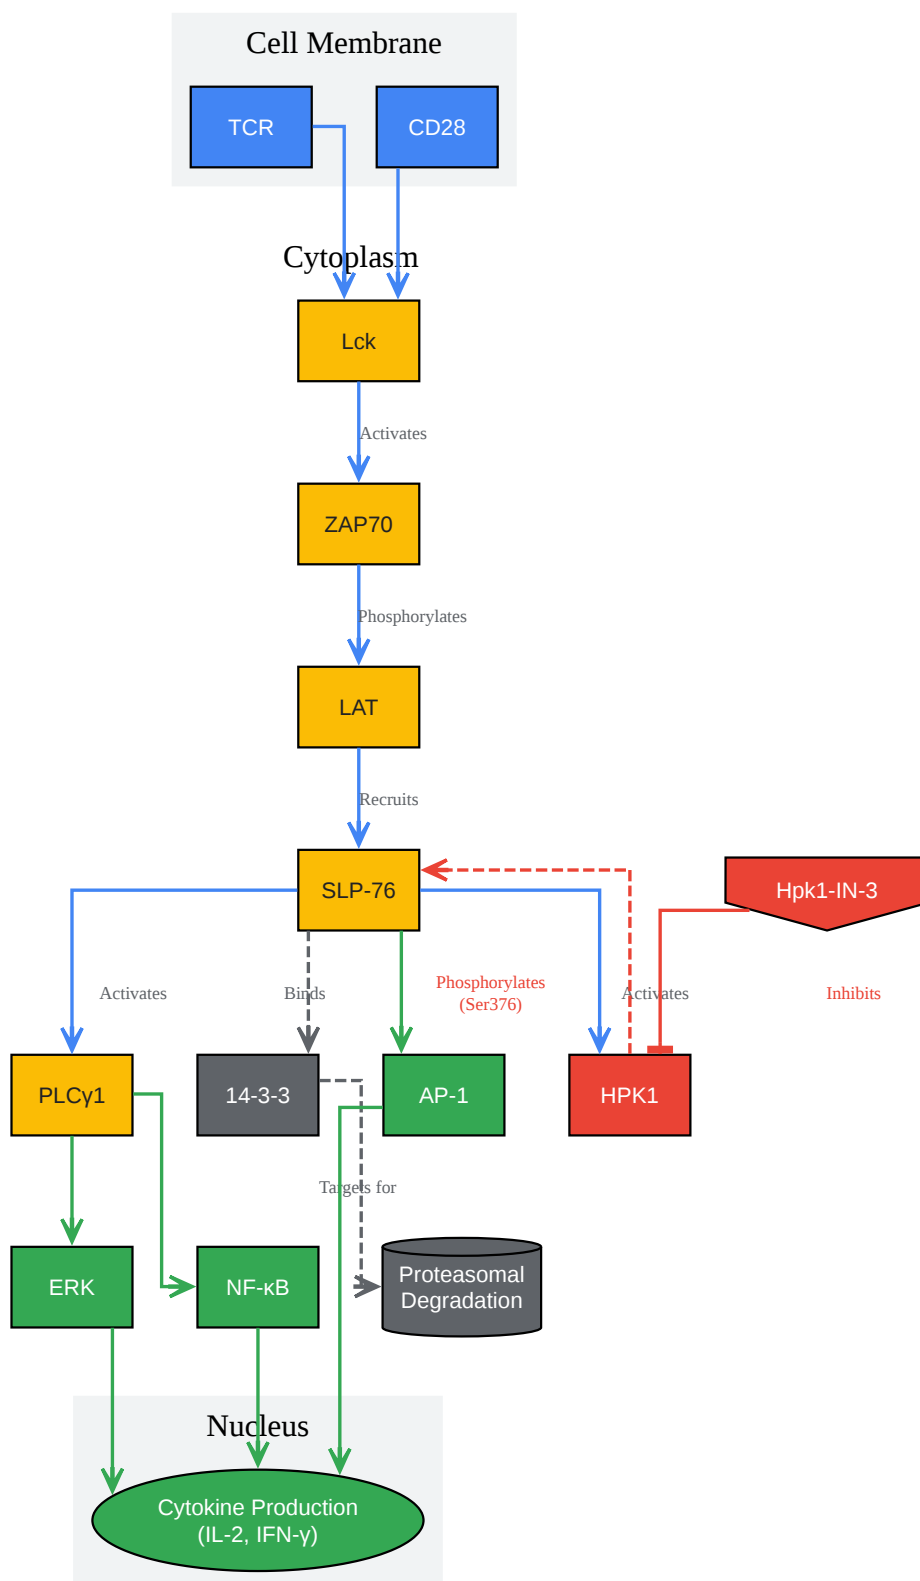 Cell Membrane
TCR
CD28
Cytoplasm
Lck
Activates
ZAP70
Phosphorylates
LAT
Recruits
SLP-76
Hpk1-IN-3
Activates
Binds
Phosphorylates
(Ser376)
Activates
Inhibits
PLCγ1
14-3-3
AP-1
HPK1
Targets for
ERK
NF-κB
Proteasomal
Degradation
Nucleus
Cytokine Production
(IL-2, IFN-γ)